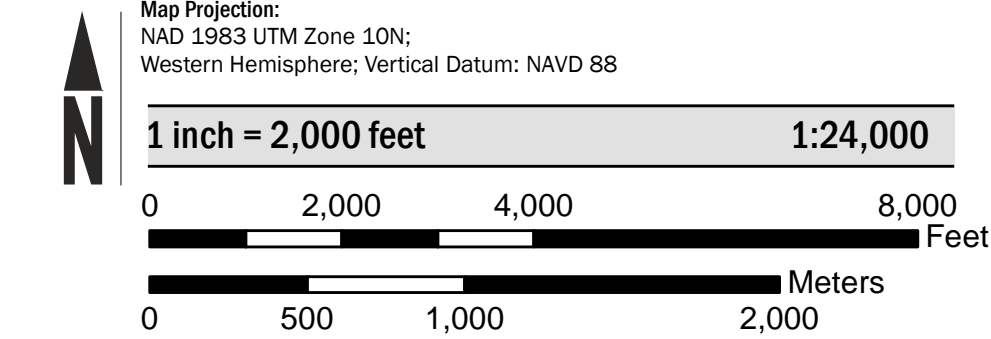 Map Projection:
NAD 1983 UTM Zone 10N;
Western Hemisphere; Vertical Datum: NAVD 88
N
1 inch = 2,000 feet 1:24,000
0 2,000 4,000 8,000
Feet
Meters
0 500 1,000 2,000